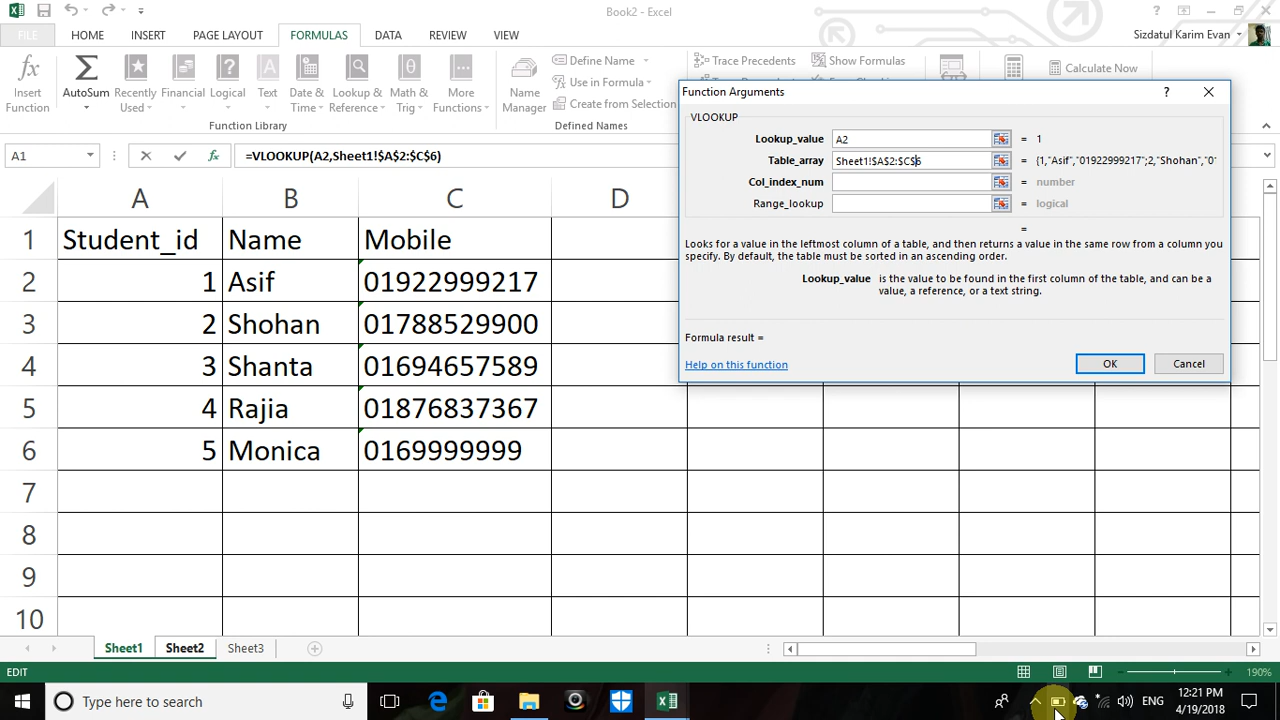 Book2 - Excel
FILE HOME INSERT PAGE LAYOUT FORMULAS DATA REVIEW VIEW
Sizdatul Karim Evan
Insert Function
AutoSum
Recently Used
Financial
Logical
Text
Date & Time
Lookup & Reference
Math & Trig
More Functions
Function Library
Name Manager
Define Name
Use in Formula
Create from Selection
Defined Names
Trace Precedents
Show Formulas
Calculate Now
A1
=VLOOKUP(A2,Sheet1!$A$2:$C$6)
Function Arguments
VLOOKUP
Lookup_value A2 = 1
Table_array Sheet1!$A$2:$C$6 = {1,"Asif","01922999217";2,"Shohan","0'
Col_index_num = number
Range_lookup = logical
=
Looks for a value in the leftmost column of a table, and then returns a value in the same row from a column you
specify. By default, the table must be sorted in an ascending order.
Lookup_value is the value to be found in the first column of the table, and can be a
value, a reference, or a text string.
Formula result =
Help on this function
OK Cancel
A B C D
1 Student_id Name Mobile
2 1 Asif 01922999217
3 2 Shohan 01788529900
4 3 Shanta 01694657589
5 4 Rajia 01876837367
6 5 Monica 0169999999
7
8
9
10
Sheet1 Sheet2 Sheet3
EDIT
190%
Type here to search
ENG
12:21 PM
4/19/2018